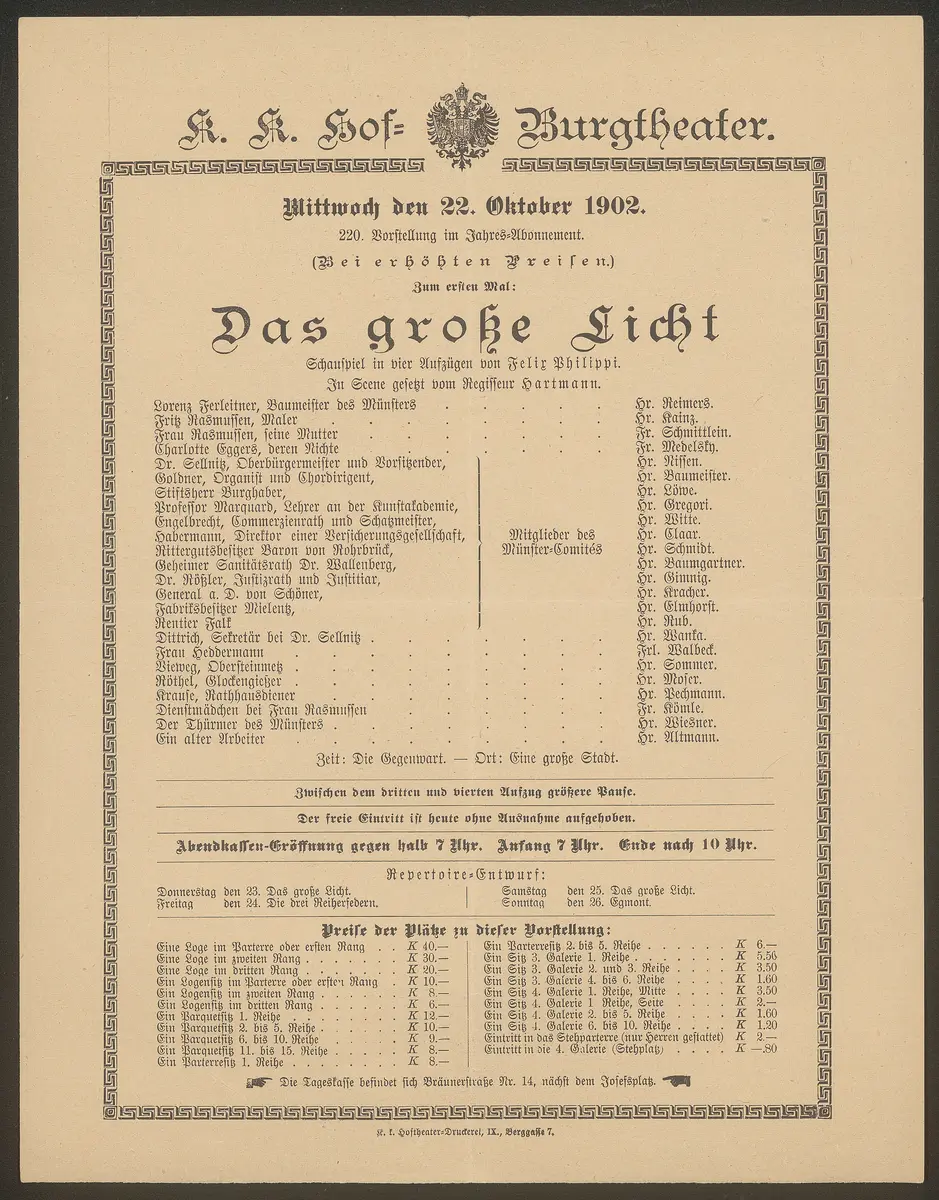 K. K. Hof- Burgtheater.
Mittwoch den 22. Oktober 1902.
220. Vorstellung im Jahres-Abonnement.
(Bei erhöhten Preisen.)
Zum ersten Mal:
Das große Licht
Schauspiel in vier Aufzügen von Felix Philippi.
In Scene gesetzt vom Regisseur Hartmann.
Lorenz Ferleitner, Baumeister des Münsters . . . . . . Hr. Reimers.
Fritz Rasmussen, Maler . . . . . . . . Hr. Kainz.
Frau Rasmussen, seine Mutter . . . . . . . Hr. Schmittlein.
Charlotte Eggers, deren Nichte . . . . . . Fr. Medelsky.
Dr. Sellnitz, Oberbürgermeister und Vorsitzender, Hr. Nissen.
Goldner, Organist und Chordirigent, Hr. Baumeister.
Stiftsherr Burghaber, Hr. Löwe.
Professor Marquard, Lehrer an der Kunstakademie, Hr. Gregori.
Engelbrecht, Commerzienrath und Schatzmeister, Hr. Witte.
Habermann, Direktor einer Versicherungsgesellschaft, Mitglieder des Hr. Claar.
Rittergutsbesitzer Baron von Rohrbrück, Münster-Comités Hr. Schmidt.
Geheimer Sanitätsrath Dr. Wallenberg, Hr. Baumgartner.
Dr. Rößler, Justizrath und Justitiar, Hr. Gimnig.
General a. D. von Schöner, Hr. Kracher.
Fabriksbesitzer Mielentz, Hr. Elmhorst.
Rentier Falk Hr. Rub.
Dittrich, Sekretär bei Dr. Sellnitz . . . . . . . Hr. Wanka.
Frau Heddermann . . . . . . . . . Frl. Walbeck.
Vieweg, Obersteinmetz . . . . . . . . . Hr. Sommer.
Röthel, Glockengießer . . . . . . . . . Hr. Moser.
Krause, Rathhausdiener . . . . . . . . Hr. Pechmann.
Dienstmädchen bei Frau Rasmussen . . . . . . Fr. Kömle.
Der Thürmer des Münsters . . . . . . . . Hr. Wiesner.
Ein alter Arbeiter . . . . . . . . . Hr. Altmann.
Zeit: Die Gegenwart. — Ort: Eine große Stadt.
Zwischen dem dritten und vierten Aufzug größere Pause.
Der freie Eintritt ist heute ohne Ausnahme aufgehoben.
Abendkassen-Eröffnung gegen halb 7 Uhr. Anfang 7 Uhr. Ende nach 10 Uhr.
Repertoire-Entwurf:
Donnerstag den 23. Das große Licht.
Freitag den 24. Die drei Reiherfedern.
Samstag den 25. Das große Licht.
Sonntag den 26. Egmont.
Preise der Plätze zu dieser Vorstellung:
Eine Loge im Parterre oder ersten Rang . . K 40.—
Eine Loge im zweiten Rang . . . . . . K 30.—
Eine Loge im dritten Rang . . . . . . K 20.—
Ein Logensitz im Parterre oder ersten Rang . K 10.—
Ein Logensitz im zweiten Rang . . . . . K 8.—
Ein Logensitz im dritten Rang . . . . . K 6.—
Ein Parquetsitz 1. Reihe . . . . . . . K 12.—
Ein Parquetsitz 2. bis 5. Reihe . . . . . K 10.—
Ein Parquetsitz 6. bis 10. Reihe . . . . . K 9.—
Ein Parquetsitz 11. bis 15. Reihe . . . . . K 8.—
Ein Parterresitz 1. Reihe . . . . . . . K 8.—
Ein Parterresitz 2. bis 5. Reihe . . . . . . K 6.—
Ein Sitz 3. Galerie 1. Reihe . . . . . . . K 5.50
Ein Sitz 3. Galerie 2. und 3. Reihe . . . . K 3.50
Ein Sitz 3. Galerie 4. bis 6. Reihe . . . . K 1.60
Ein Sitz 4. Galerie 1. Reihe, Mitte . . . . K 3.50
Ein Sitz 4. Galerie 1. Reihe, Seite . . . . K 2.—
Ein Sitz 4. Galerie 2. bis 5. Reihe . . . . K 1.60
Ein Sitz 4. Galerie 6. bis 10. Reihe . . . . K 1.20
Eintritt in das Stehparterre (nur Herren gestattet) K 2.—
Eintritt in die 4. Galerie (Stehplatz) . . . . K —.80
Die Tageskasse befindet sich Bräunerstraße Nr. 14, nächst dem Josefsplatz.
K. k. Hoftheater-Druckerei, IX., Berggasse 7.